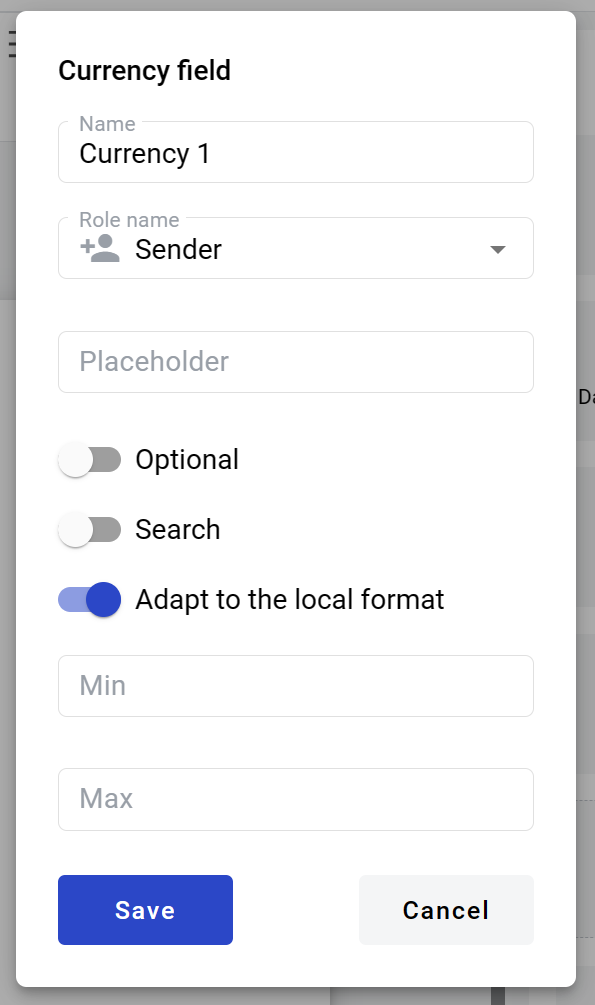 Currency field
Name
Currency 1
Role name
Sender
Placeholder
Optional
Search
Adapt to the local format
Min
Max
Save
Cancel